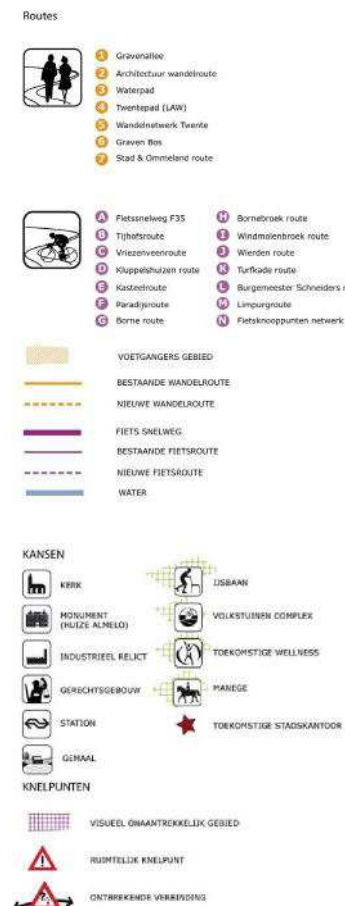 Routes
1 Gravenallee
2 Architectuur wandelroute
3 Waterpad
4 Twentepad (LAW)
5 Wandelnetwerk Twente
6 Graven Bos
7 Stad & Ommeland route
A Fietssnelweg F35
B Tijhofsroute
C Vriezenveenroute
D Kluppelshuizen route
E Kasteelroute
F Paradijsroute
G Borne route
H Bornebroek route
I Windmolenbroek route
J Wierden route
K Turfkade route
L Burgemeester Schneiders
M Limpurgroute
N Fietsknooppunten netwerk
VOETGANGERS GEBIED
BESTAANDE WANDELROUTE
NIEUWE WANDELROUTE
FIETS SNELWEG
BESTAANDE FIETSROUTE
NIEUWE FIETSROUTE
WATER
KANSEN
KERK
MONUMENT
(HUIZE ALMELO)
INDUSTRIEEL RELICT
GERECHTSGEBOUW
STATION
GEMAAL
IJSBAAN
VOLKSTUINEN COMPLEX
TOEKOMSTIGE WELLNESS
MANEGE
TOEKOMSTIGE STADSKANTOOR
KNELPUNTEN
VISUEEL ONAANTREKKELIJK GEBIED
RUIMTELIJK KNELPUNT
ONTBREKENDE VERBINDING